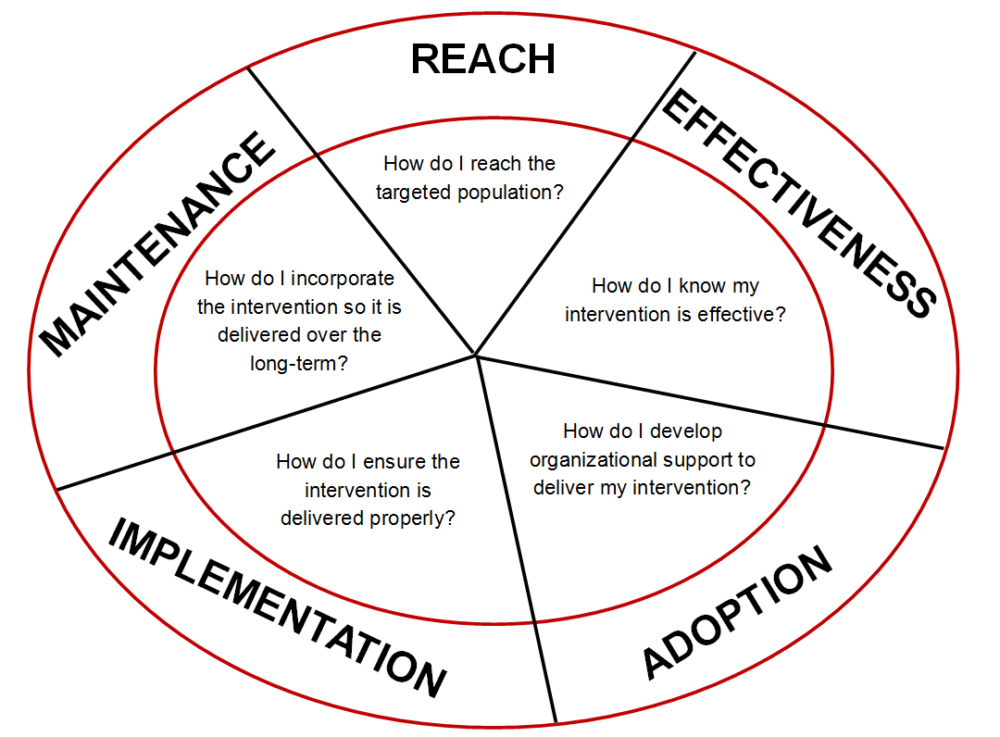 REACH
How do I reach the
targeted population?
EFFECTIVENESS
How do I know my
intervention is effective?
ADOPTION
How do I develop
organizational support to
deliver my intervention?
IMPLEMENTATION
How do I ensure the
intervention is
delivered properly?
MAINTENANCE
How do I incorporate
the intervention so it is
delivered over the
long-term?